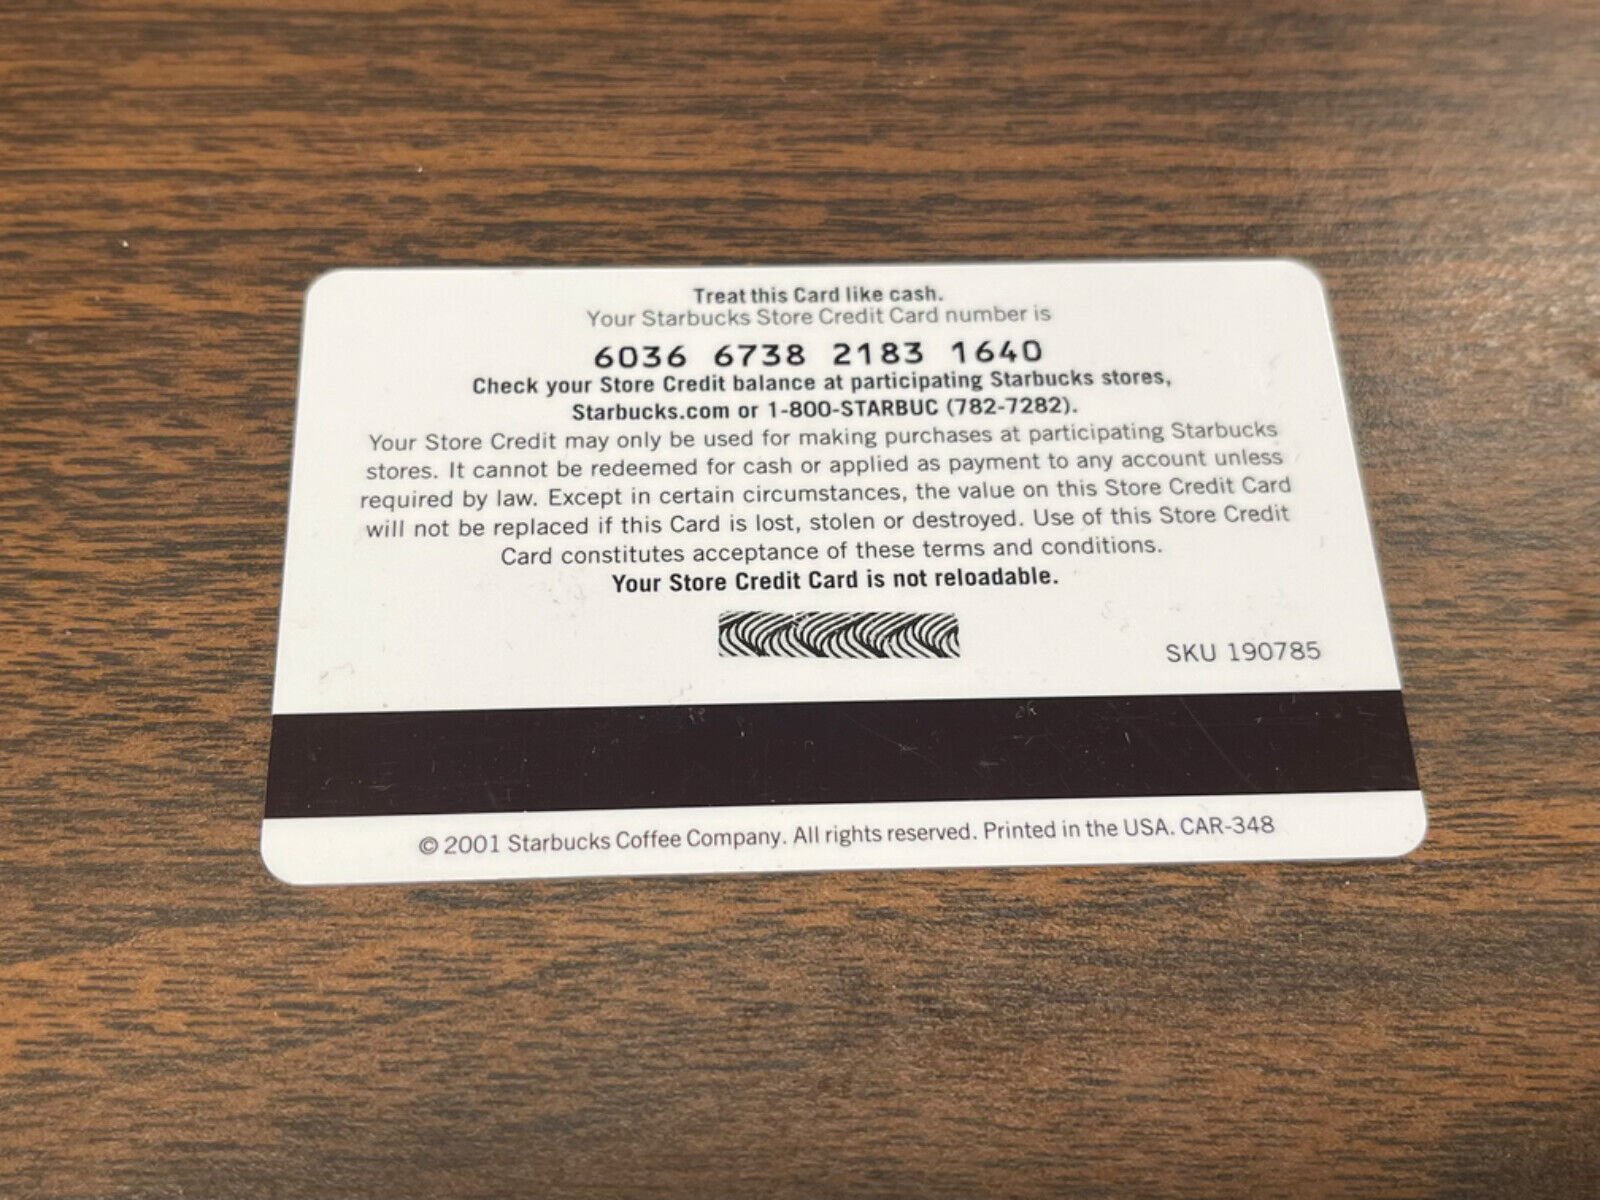 Treat this Card like cash.
Your Starbucks Store Credit Card number is
6036 6738 2183 1640
Check your Store Credit balance at participating Starbucks stores,
Starbucks.com or 1-800-STARBUC (782-7282).
Your Store Credit may only be used for making purchases at participating Starbucks
stores. It cannot be redeemed for cash or applied as payment to any account unless
required by law. Except in certain circumstances, the value on this Store Credit Card
will not be replaced if this Card is lost, stolen or destroyed. Use of this Store Credit
Card constitutes acceptance of these terms and conditions.
Your Store Credit Card is not reloadable.
SKU 190785
© 2001 Starbucks Coffee Company. All rights reserved. Printed in the USA. CAR-348